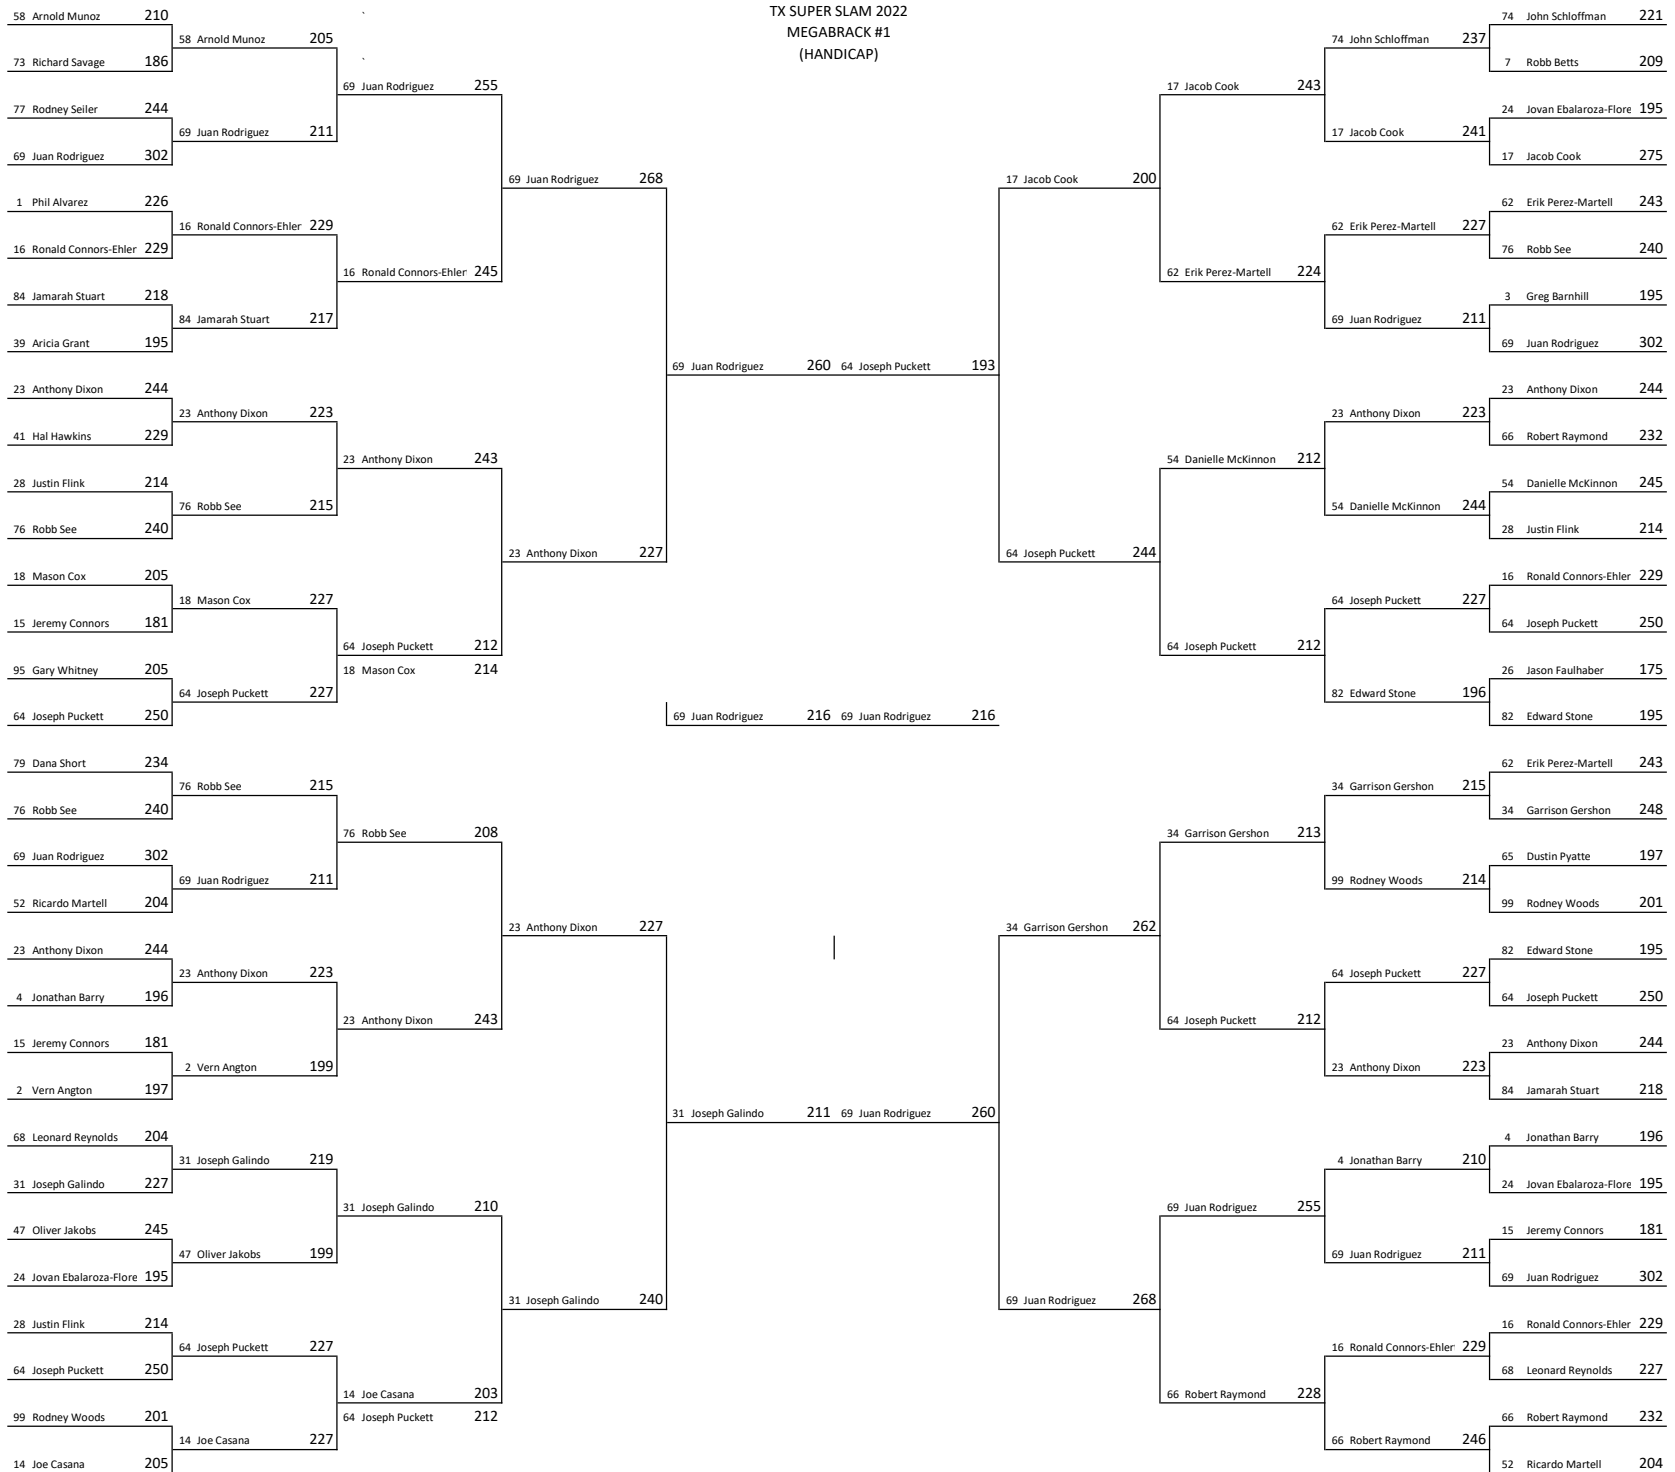 TX SUPER SLAM 2022
MEGABRACK #1
(HANDICAP)
58 Arnold Munoz 210
73 Richard Savage 186
77 Rodney Seiler 244
69 Juan Rodriguez 302
1 Phil Alvarez 226
16 Ronald Connors-Ehler 229
84 Jamarah Stuart 218
39 Aricia Grant 195
23 Anthony Dixon 244
41 Hal Hawkins 229
28 Justin Flink 214
76 Robb See 240
18 Mason Cox 205
15 Jeremy Connors 181
95 Gary Whitney 205
64 Joseph Puckett 250
79 Dana Short 234
76 Robb See 240
69 Juan Rodriguez 302
52 Ricardo Martell 204
23 Anthony Dixon 244
4 Jonathan Barry 196
15 Jeremy Connors 181
2 Vern Angton 197
68 Leonard Reynolds 204
31 Joseph Galindo 227
47 Oliver Jakobs 245
24 Jovan Ebalaroza-Flore 195
28 Justin Flink 214
64 Joseph Puckett 250
99 Rodney Woods 201
14 Joe Casana 205
58 Arnold Munoz 205
69 Juan Rodriguez 211
16 Ronald Connors-Ehler 229
84 Jamarah Stuart 217
23 Anthony Dixon 223
76 Robb See 215
18 Mason Cox 227
64 Joseph Puckett 227
76 Robb See 215
69 Juan Rodriguez 211
23 Anthony Dixon 223
2 Vern Angton 199
31 Joseph Galindo 219
47 Oliver Jakobs 199
64 Joseph Puckett 227
14 Joe Casana 227
69 Juan Rodriguez 255
16 Ronald Connors-Ehler 245
23 Anthony Dixon 243
64 Joseph Puckett 212
18 Mason Cox 214
76 Robb See 208
23 Anthony Dixon 243
31 Joseph Galindo 210
14 Joe Casana 203
64 Joseph Puckett 212
69 Juan Rodriguez 268
23 Anthony Dixon 227
23 Anthony Dixon 227
31 Joseph Galindo 240
69 Juan Rodriguez 260 64 Joseph Puckett 193
69 Juan Rodriguez 216 69 Juan Rodriguez 216
31 Joseph Galindo 211 69 Juan Rodriguez 260
17 Jacob Cook 200
64 Joseph Puckett 244
34 Garrison Gershon 262
69 Juan Rodriguez 268
17 Jacob Cook 243
62 Erik Perez-Martell 224
54 Danielle McKinnon 212
64 Joseph Puckett 212
34 Garrison Gershon 213
64 Joseph Puckett 212
69 Juan Rodriguez 255
66 Robert Raymond 228
74 John Schloffman 237
17 Jacob Cook 241
62 Erik Perez-Martell 227
69 Juan Rodriguez 211
23 Anthony Dixon 223
54 Danielle McKinnon 244
64 Joseph Puckett 227
82 Edward Stone 196
34 Garrison Gershon 215
99 Rodney Woods 214
64 Joseph Puckett 227
23 Anthony Dixon 223
4 Jonathan Barry 210
69 Juan Rodriguez 211
16 Ronald Connors-Ehler 229
66 Robert Raymond 246
74 John Schloffman 221
7 Robb Betts 209
24 Jovan Ebalaroza-Flore 195
17 Jacob Cook 275
62 Erik Perez-Martell 243
76 Robb See 240
3 Greg Barnhill 195
69 Juan Rodriguez 302
23 Anthony Dixon 244
66 Robert Raymond 232
54 Danielle McKinnon 245
28 Justin Flink 214
16 Ronald Connors-Ehler 229
64 Joseph Puckett 250
26 Jason Faulhaber 175
82 Edward Stone 195
62 Erik Perez-Martell 243
34 Garrison Gershon 248
65 Dustin Pyatte 197
99 Rodney Woods 201
82 Edward Stone 195
64 Joseph Puckett 250
23 Anthony Dixon 244
84 Jamarah Stuart 218
4 Jonathan Barry 196
24 Jovan Ebalaroza-Flore 195
15 Jeremy Connors 181
69 Juan Rodriguez 302
16 Ronald Connors-Ehler 229
68 Leonard Reynolds 227
66 Robert Raymond 232
52 Ricardo Martell 204